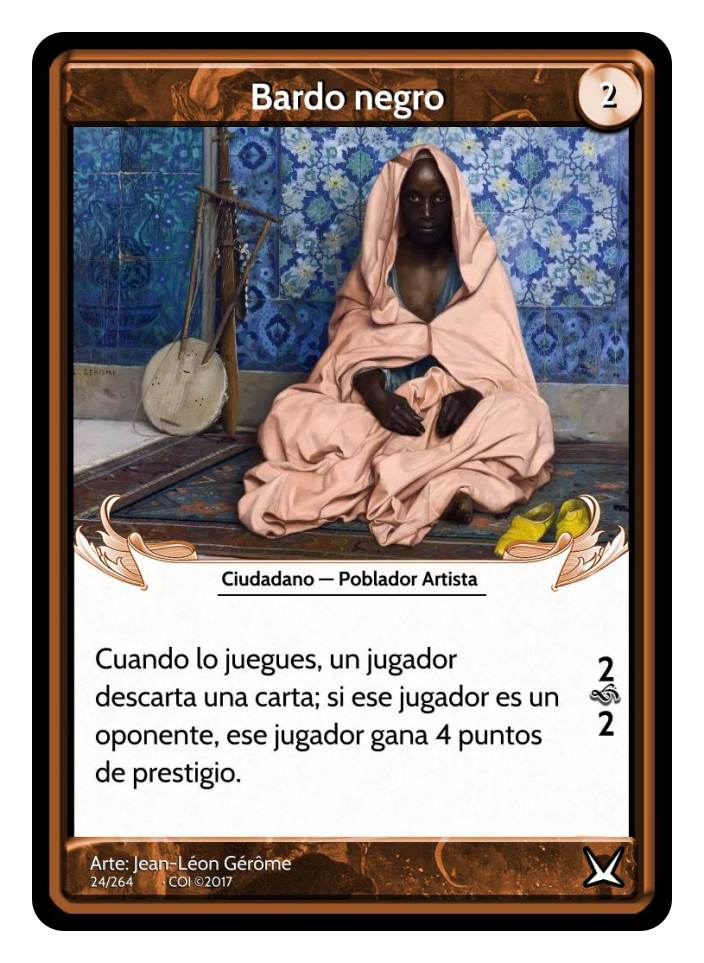 Bardo negro
2
L. GEROME
Ciudadano — Poblador Artista
Cuando lo juegues, un jugador
descarta una carta; si ese jugador es un
oponente, ese jugador gana 4 puntos
de prestigio.
2
2
Arte: Jean-Léon Gérôme
24/264 · COI ©2017